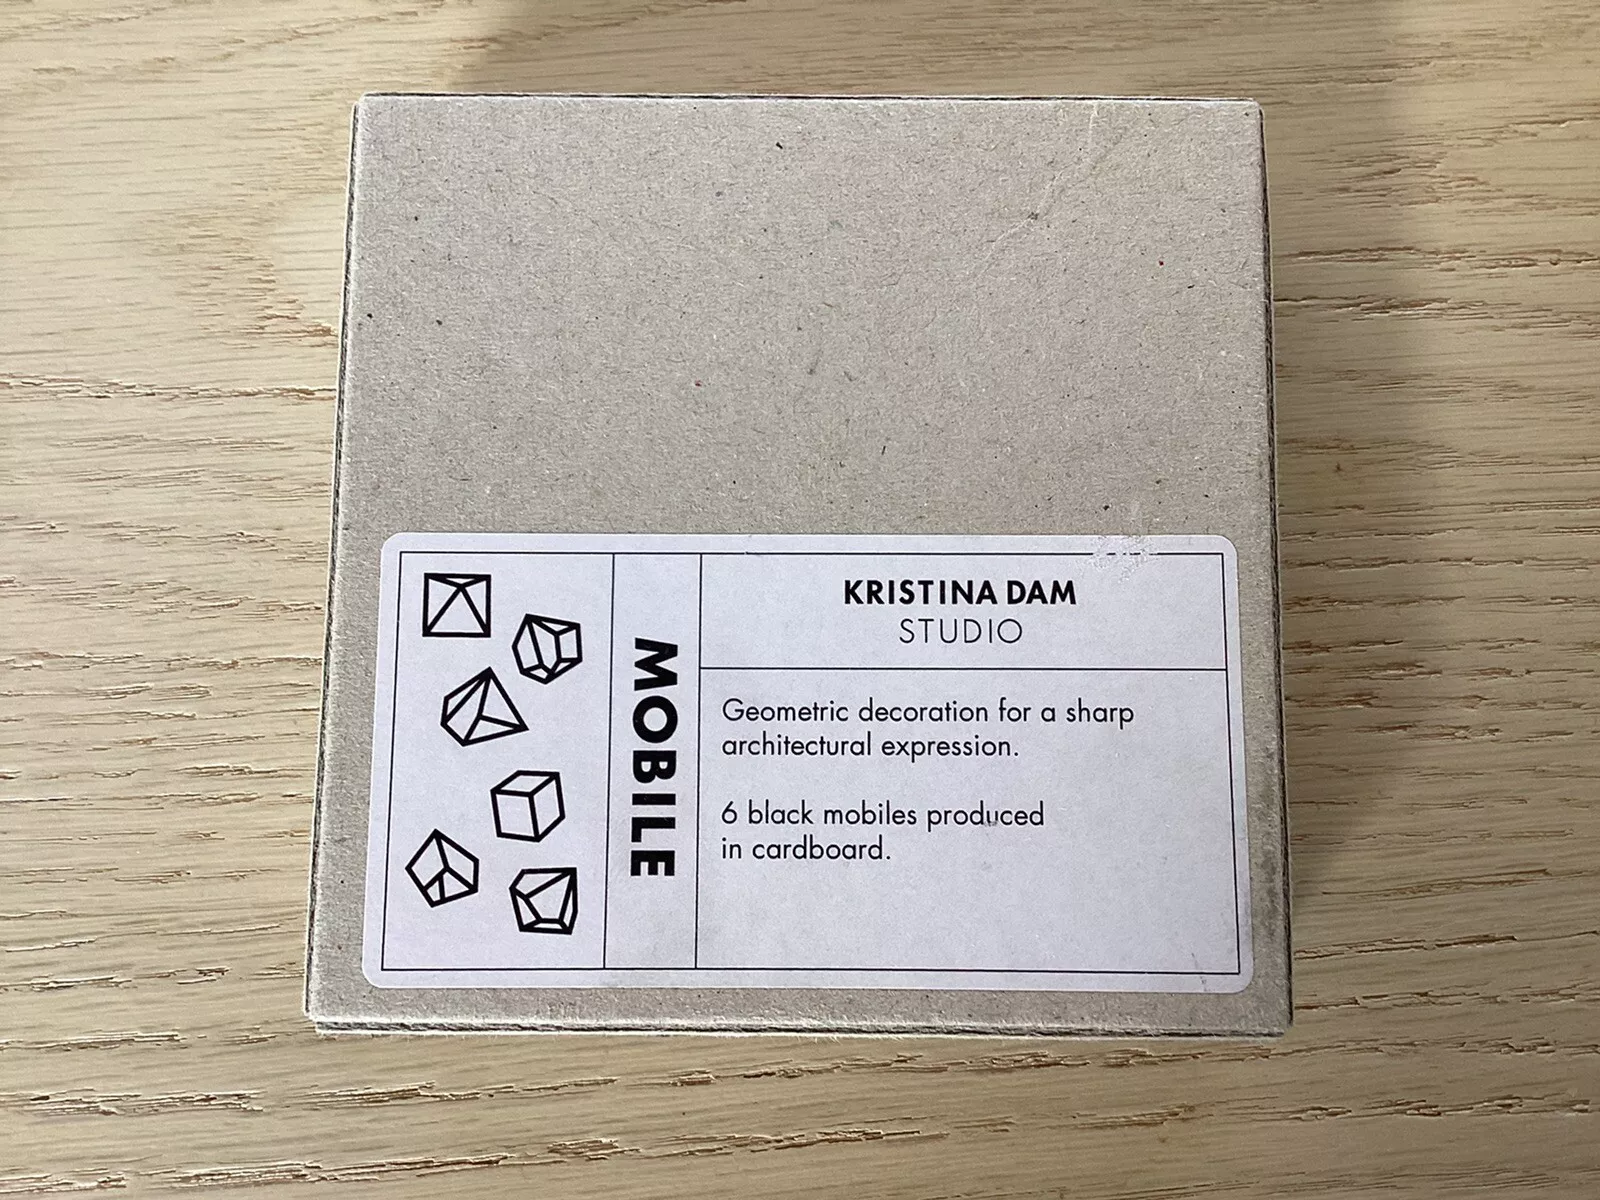 MOBILE
KRISTINA DAM
STUDIO
Geometric decoration for a sharp
architectural expression.
6 black mobiles produced
in cardboard.